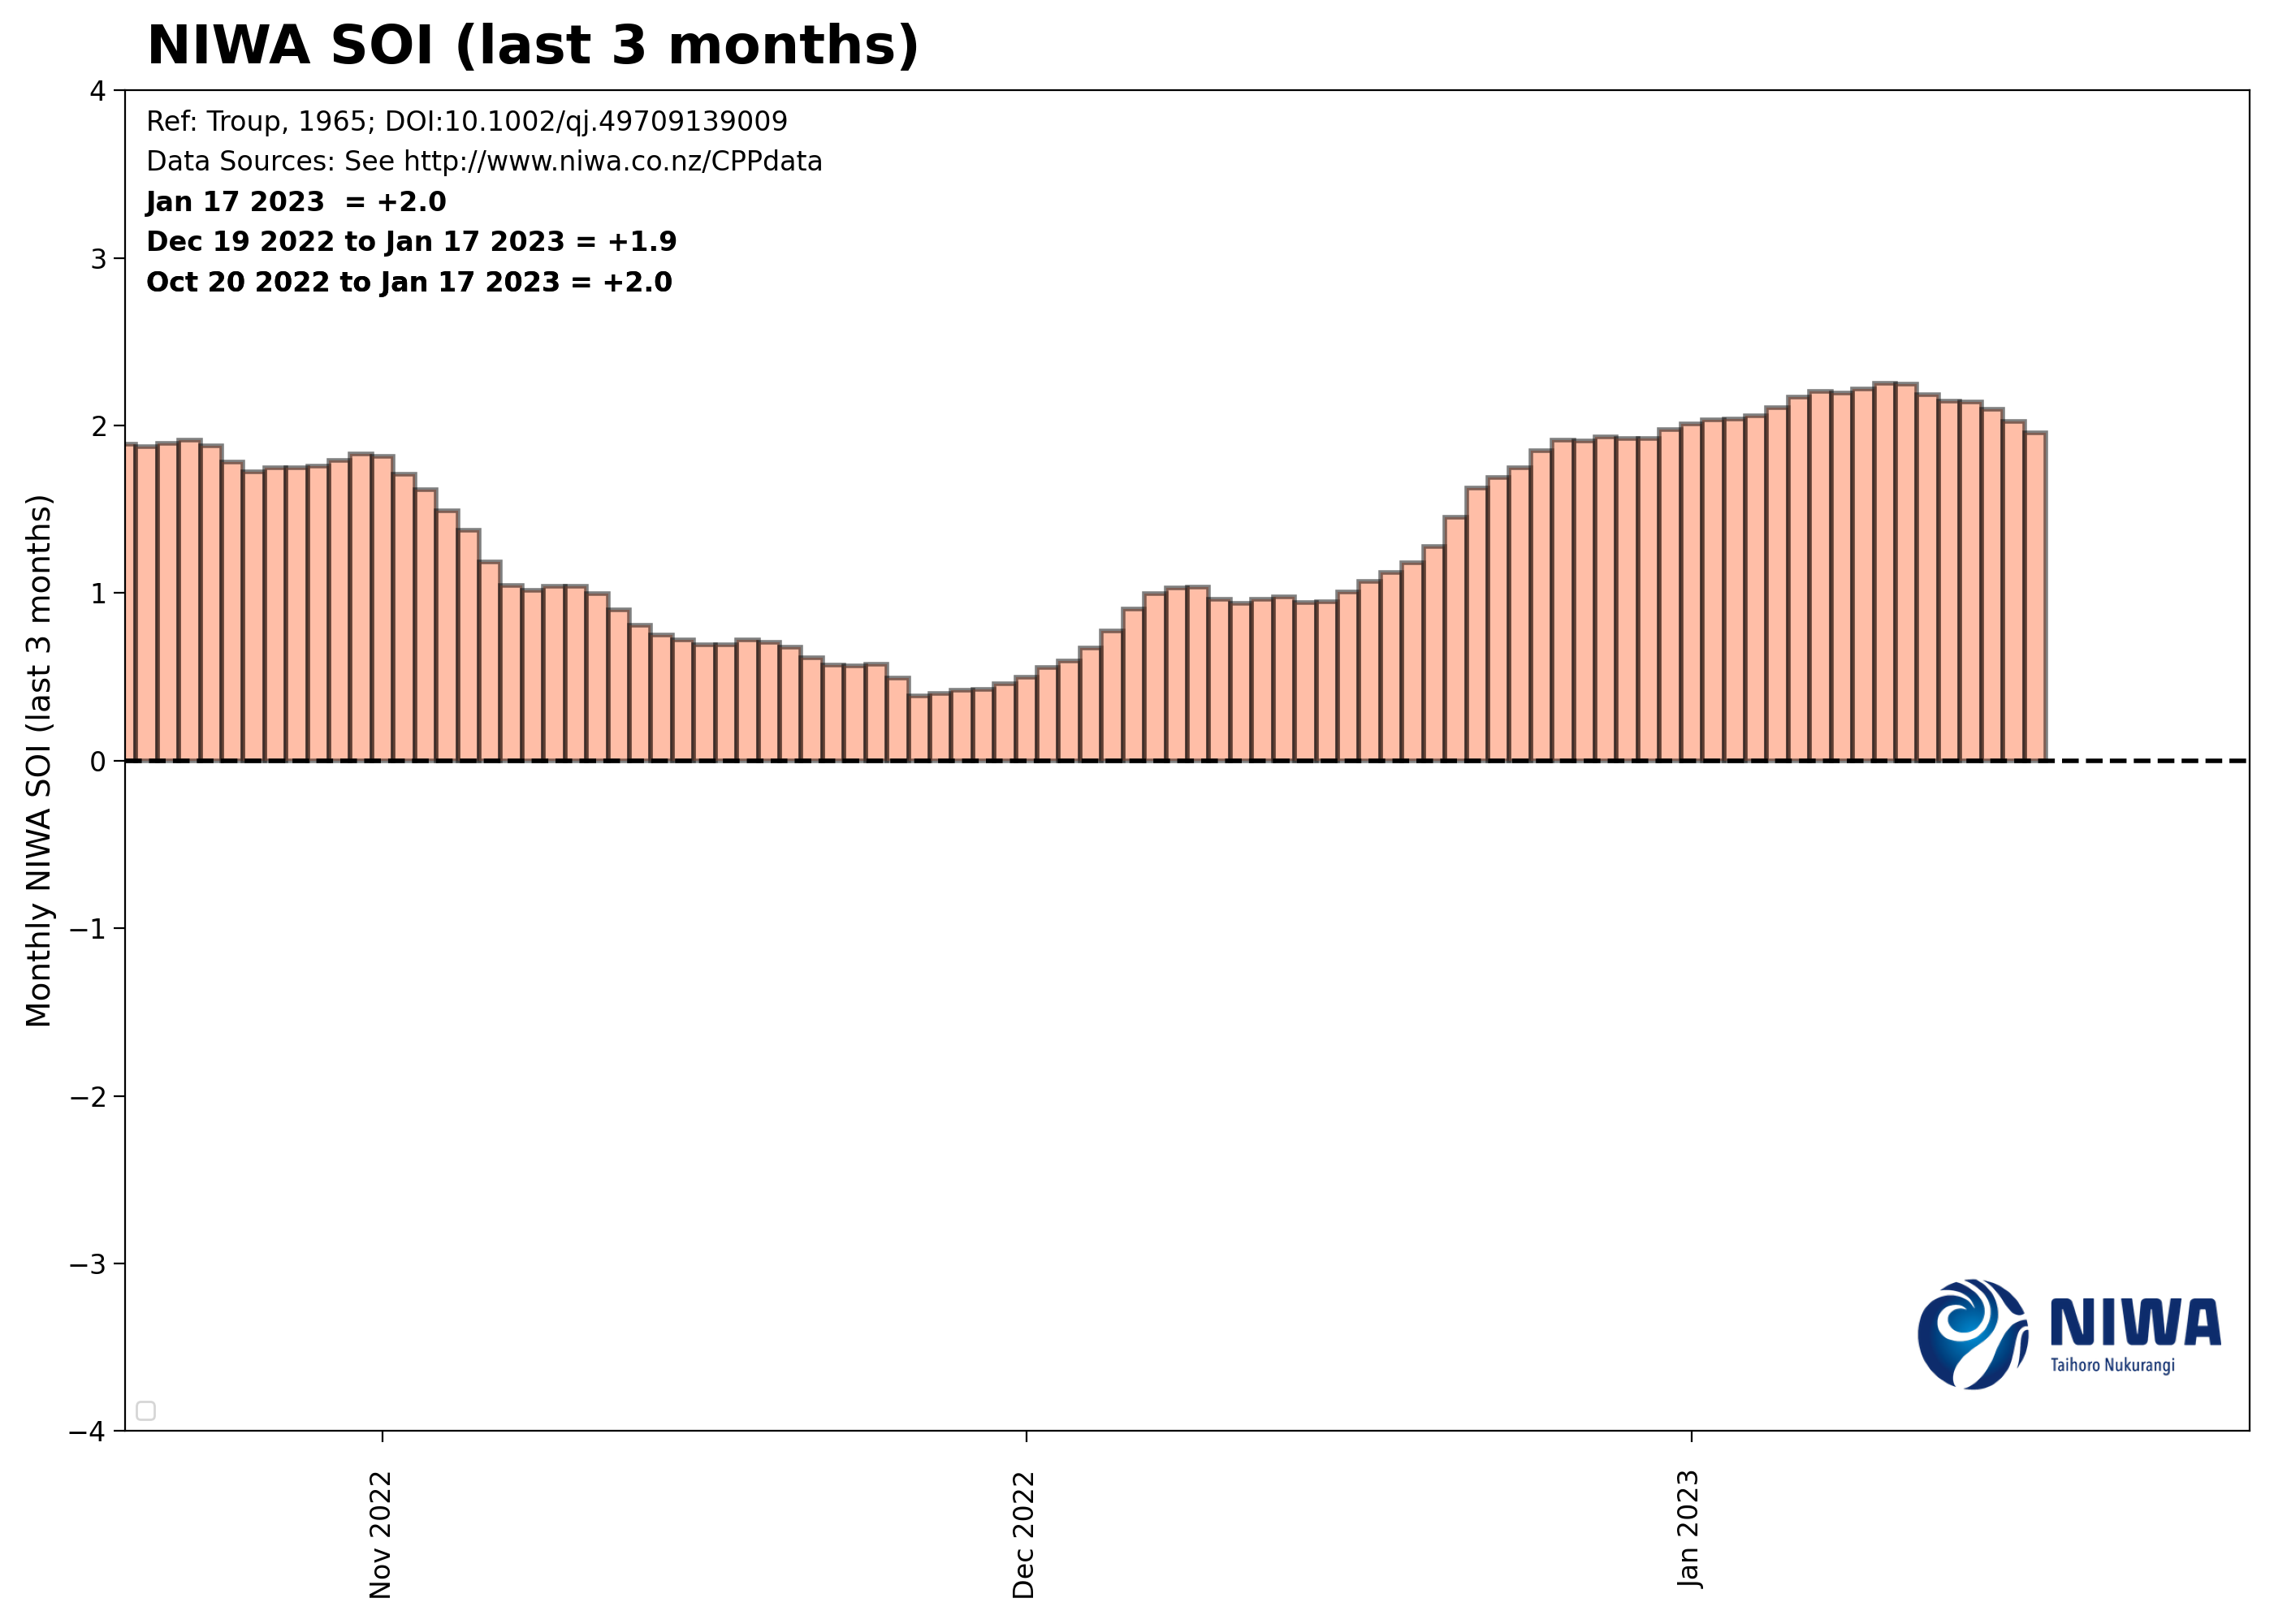 NIWA SOI (last 3 months)
Ref: Troup, 1965; DOI:10.1002/qj.49709139009
Data Sources: See http://www.niwa.co.nz/CPPdata
Jan 17 2023  = +2.0
Dec 19 2022 to Jan 17 2023 = +1.9
Oct 20 2022 to Jan 17 2023 = +2.0
Monthly NIWA SOI (last 3 months)
4
3
2
1
0
−1
−2
−3
−4
Nov 2022
Dec 2022
Jan 2023
NIWA
Taihoro Nukurangi